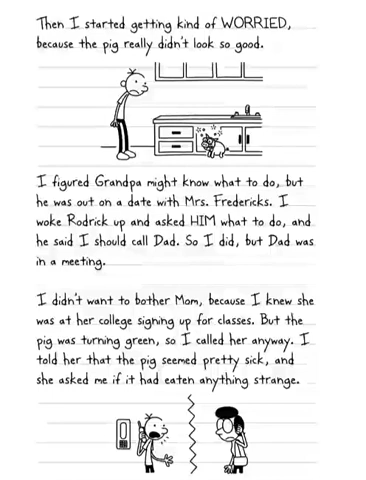 Then I started getting kind of WORRIED,
because the pig really didn't look so good.
I figured Grandpa might know what to do, but
he was out on a date with Mrs. Fredericks. I
woke Rodrick up and asked HIM what to do, and
he said I should call Dad. So I did, but Dad was
in a meeting.
I didn't want to bother Mom, because I knew she
was at her college signing up for classes. But the
pig was turning green, so I called her anyway. I
told her that the pig seemed pretty sick, and
she asked me if it had eaten anything strange.